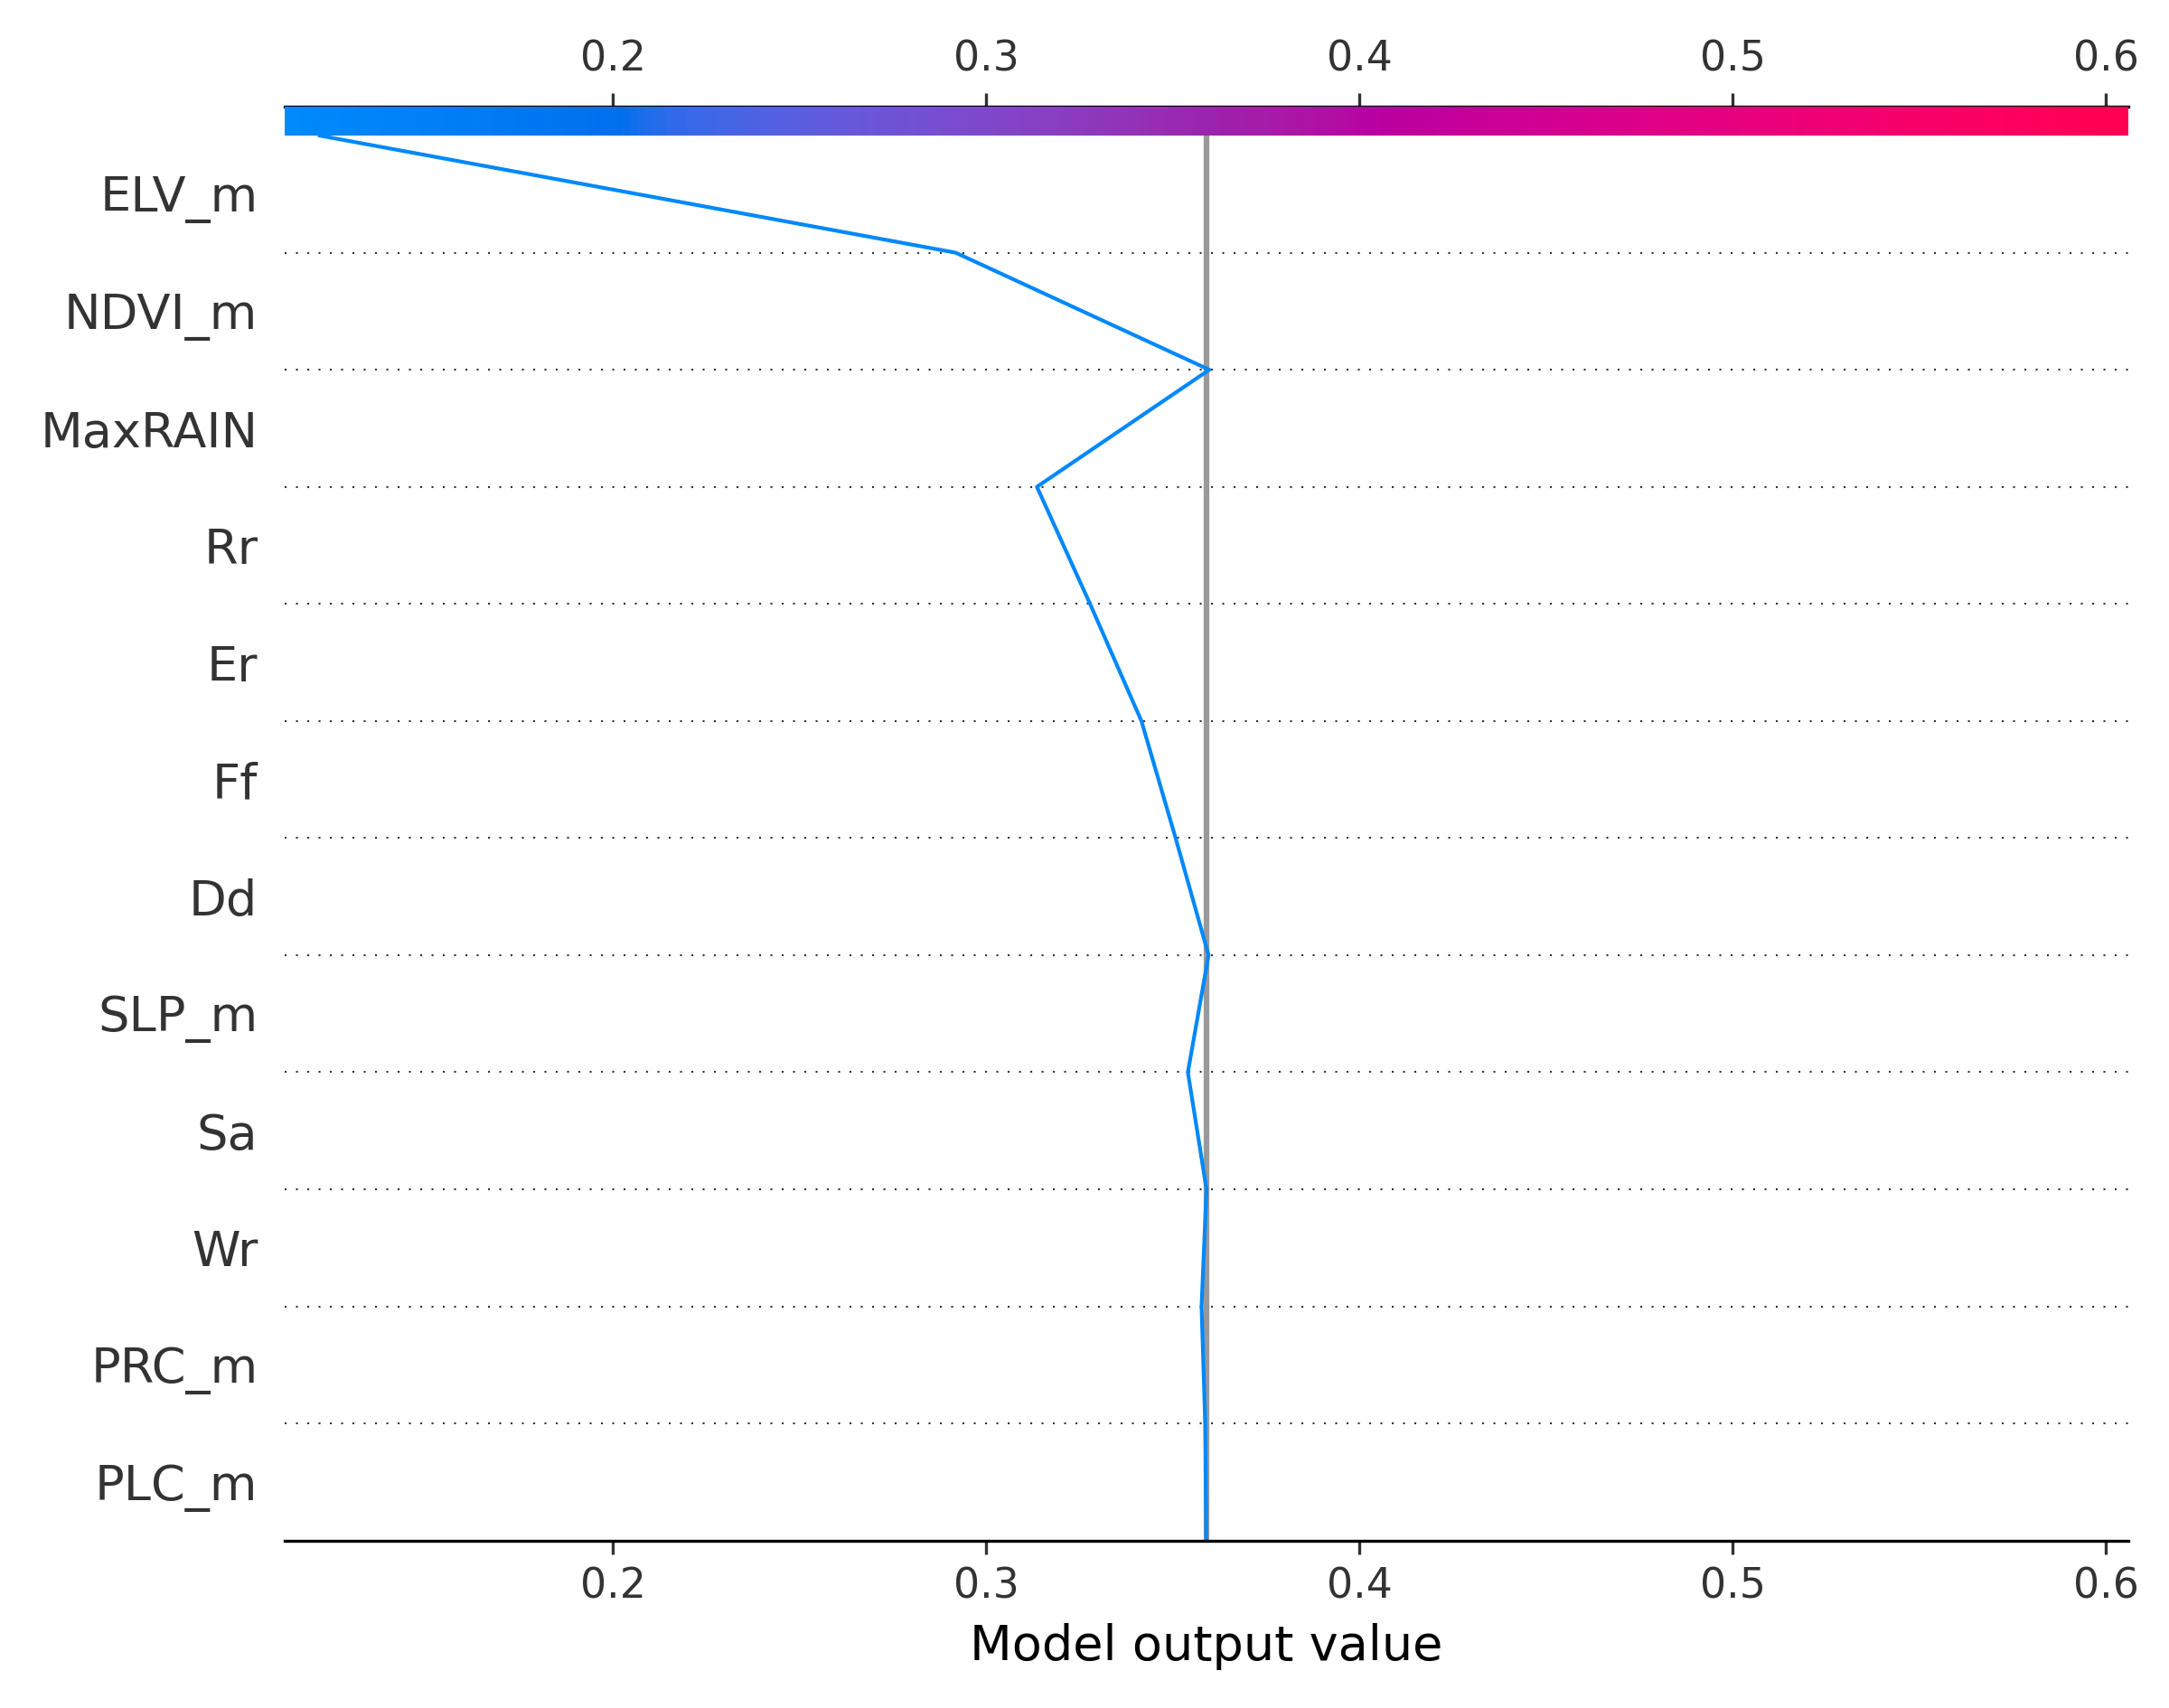 0.2 0.3 0.4 0.5 0.6
ELV_m
NDVI_m
MaxRAIN
Rr
Er
Ff
Dd
SLP_m
Sa
Wr
PRC_m
PLC_m
0.2 0.3 0.4 0.5 0.6
Model output value